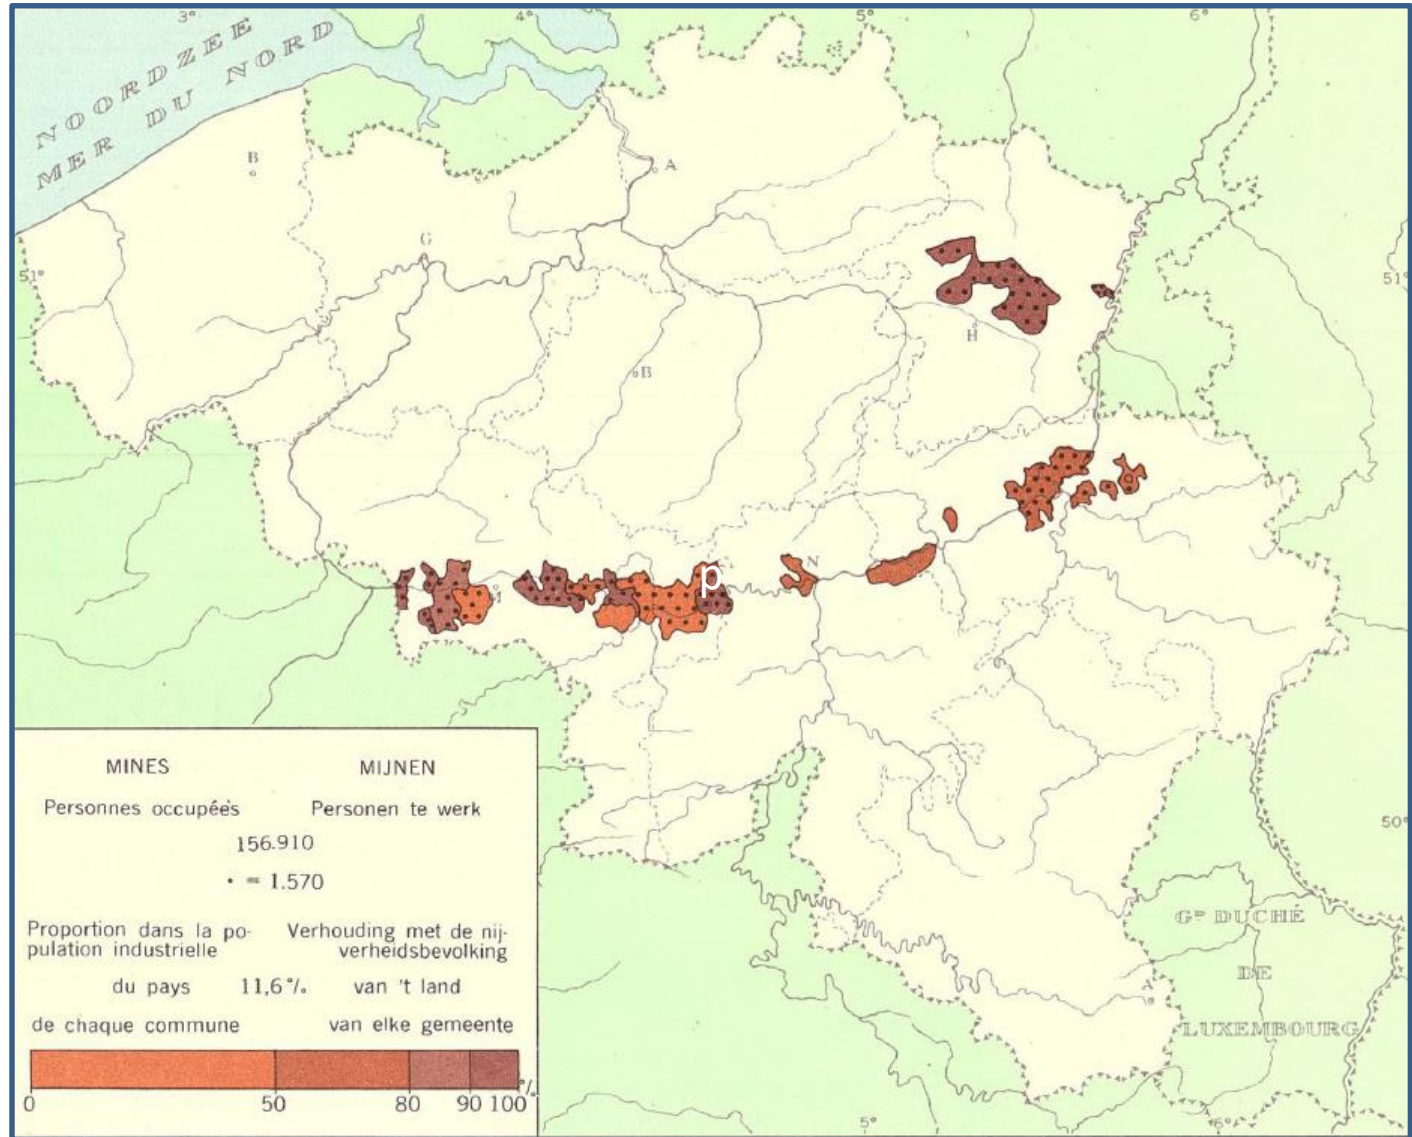 3°
4°
5°
6°
NOORDZEE
MER DU NORD
B
A
G
51°
51°
H
B
p
N
M
50°
MINES MIJNEN
Personnes occupées Personen te werk
156.910
• = 1.570
Proportion dans la po- Verhouding met de nij-
pulation industrielle verheidsbevolking
du pays 11,6 % van 't land
de chaque commune van elke gemeente
0 50 80 90 100 %
Gᴰ DUCHÉ
DE
LUXEMBOURG
A
5°
6°